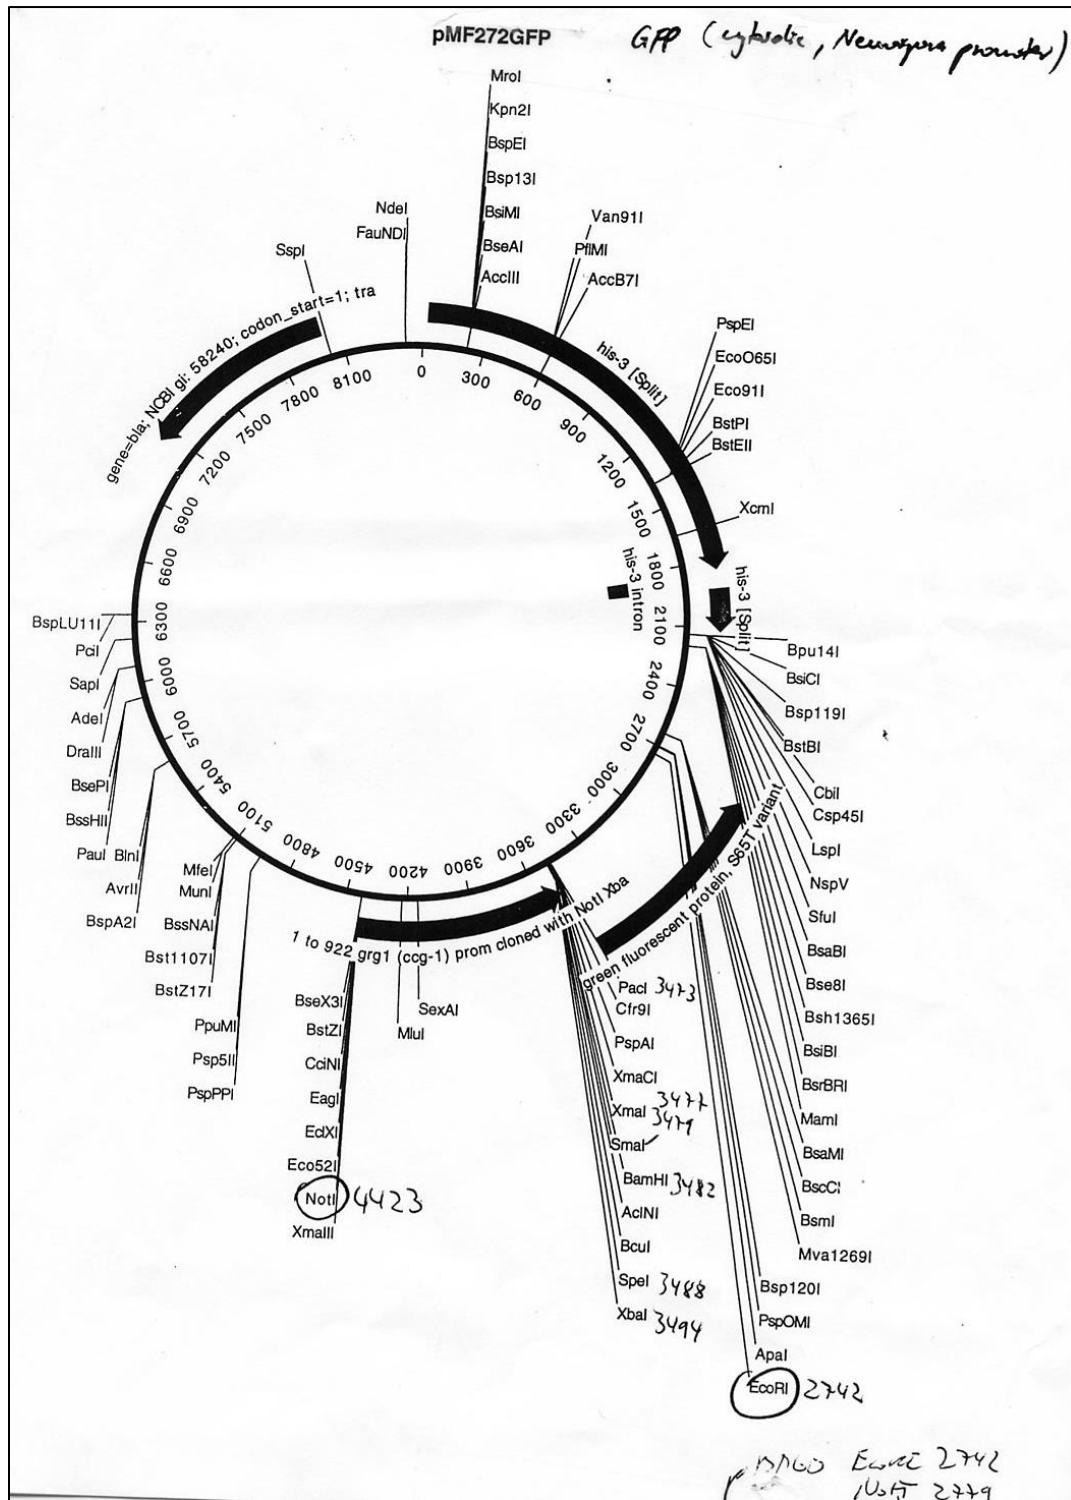 pMF272GFP
GFP (cytosolic, Neurospora promoter)
MroI
Kpn2I
BspEI
Bsp13I
BsiMI
BseAI
AccIII
NdeI
FauNDI
SspI
Van91I
PflMI
AccB7I
PspEI
EcoO65I
Eco91I
BstPI
BstEII
XcmI
his-3 [Split]
his-3 [Split]
his-3 intron
gene=bla; NCBI gi: 58240; codon_start=1; tra
0
300
600
900
1200
1500
1800
2100
2400
2700
3000
3300
3600
3900
4200
4500
4800
5100
5400
5700
6000
6300
6600
6900
7200
7500
7800
8100
Bpu14I
BsiCI
Bsp119I
BstBI
CbiI
Csp45I
LspI
NspV
SfuI
BsaBI
Bse8I
Bsh1365I
BsiBI
BsrBRI
MamI
BsaMI
BscCI
BsmI
Mva1269I
Bsp120I
PspOMI
ApaI
EcoRI 2742
green fluorescent protein, S65T variant
1 to 922 grg1 (ccg-1) prom cloned with NotI Xba
PacI 3473
Cfr9I
PspAI
XmaCI
XmaI 3477
SmaI 3479
BamHI 3482
AclNI
BcuI
SpeI 3488
XbaI 3494
SexAI
MluI
BseX3I
BstZI
CciNI
EagI
EclXI
Eco52I
NotI 4423
XmaIII
BspLU11I
PciI
SapI
AdeI
DraIII
BsePI
BssHII
PauI
BlnI
AvrII
BspA2I
MfeI
MunI
BssNAI
Bst1107I
BstZ17I
PpuMI
Psp5II
PspPPI
EcoRI 2742
NotI 2779